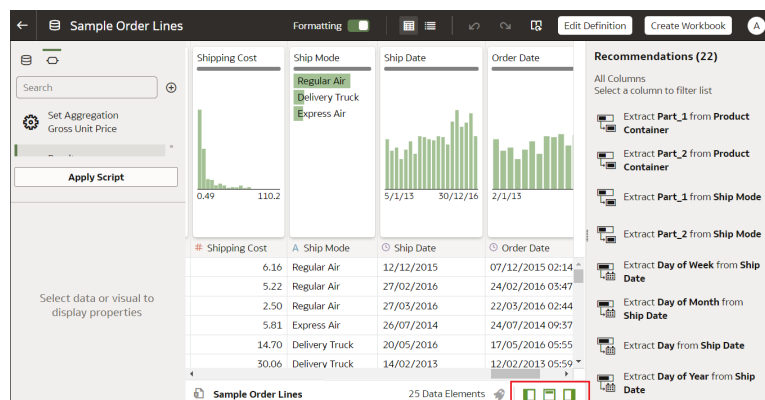 Sample Order Lines
Formatting
Edit Definition
Create Workbook
A
Search
Set Aggregation
Gross Unit Price
Apply Script
Select data or visual to
display properties
Shipping Cost
0.49 110.2
Ship Mode
Regular Air
Delivery Truck
Express Air
Ship Date
5/1/13 30/12/16
Order Date
2/1/13
# Shipping Cost A Ship Mode Ship Date Order Date
6.16 Regular Air 12/12/2015 07/12/2015 02:14
5.22 Regular Air 27/02/2016 24/02/2016 03:47
2.50 Regular Air 27/03/2016 22/03/2016 02:44
5.81 Express Air 26/07/2014 24/07/2014 09:37
14.70 Delivery Truck 20/05/2016 17/05/2016 05:55
30.06 Delivery Truck 14/02/2013 12/02/2013 05:59
Sample Order Lines
25 Data Elements
Recommendations (22)
All Columns
Select a column to filter list
Extract Part_1 from Product
Container
Extract Part_2 from Product
Container
Extract Part_1 from Ship Mode
Extract Part_2 from Ship Mode
Extract Day of Week from Ship
Date
Extract Day of Month from
Ship Date
Extract Day from Ship Date
Extract Day of Year from Ship
Date